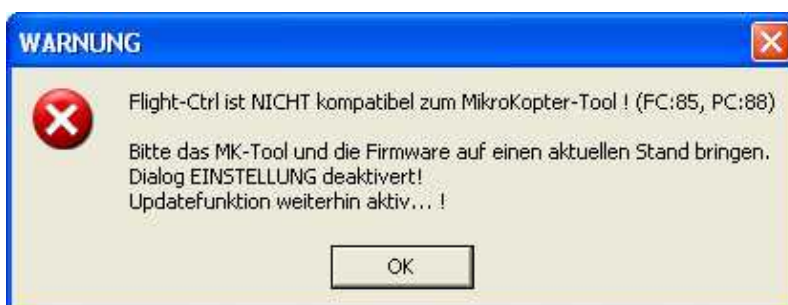 WARNUNG
Flight-Ctrl ist NICHT kompatibel zum MikroKopter-Tool ! (FC:85, PC:88)
Bitte das MK-Tool und die Firmware auf einen aktuellen Stand bringen.
Dialog EINSTELLUNG deaktivert!
Updatefunktion weiterhin aktiv... !
OK